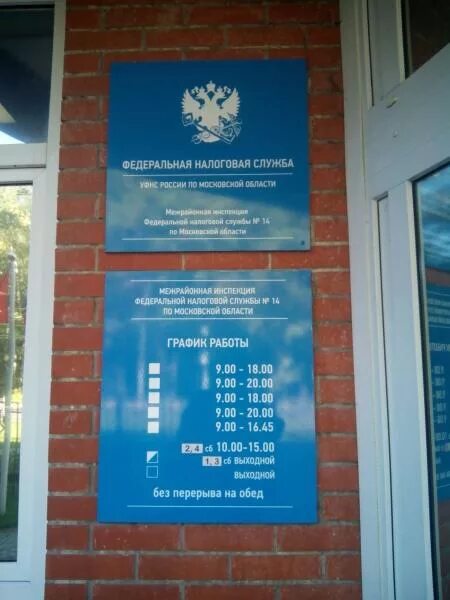 ФЕДЕРАЛЬНАЯ НАЛОГОВАЯ СЛУЖБА
УФНС РОССИИ ПО МОСКОВСКОЙ ОБЛАСТИ
Межрайонная инспекция
Федеральной налоговой службы № 14
по Московской области
МЕЖРАЙОННАЯ ИНСПЕКЦИЯ
ФЕДЕРАЛЬНОЙ НАЛОГОВОЙ СЛУЖБЫ № 14
ПО МОСКОВСКОЙ ОБЛАСТИ
ГРАФИК РАБОТЫ
9.00 - 18.00
9.00 - 20.00
9.00 - 18.00
9.00 - 20.00
9.00 - 16.45
2, 4 сб 10.00-15.00
1, 3 сб ВЫХОДНОЙ
ВЫХОДНОЙ
без перерыва на обед